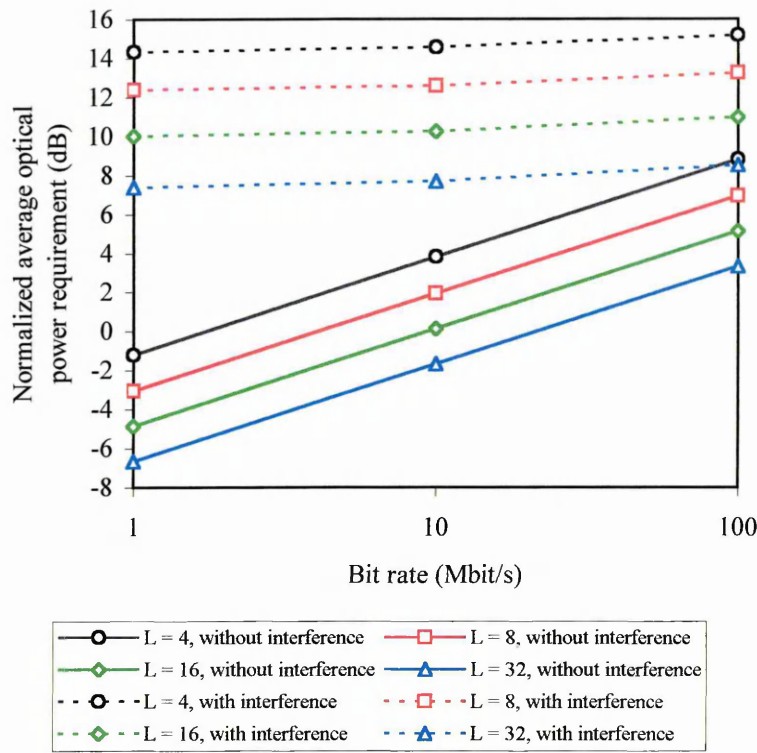 16
14
12
10
8
6
4
2
0
-2
-4
-6
-8
Normalized average optical
power requirement (dB)
1 10 100
Bit rate (Mbit/s)
L = 4, without interference L = 8, without interference
L = 16, without interference L = 32, without interference
L = 4, with interference L = 8, with interference
L = 16, with interference L = 32, with interference